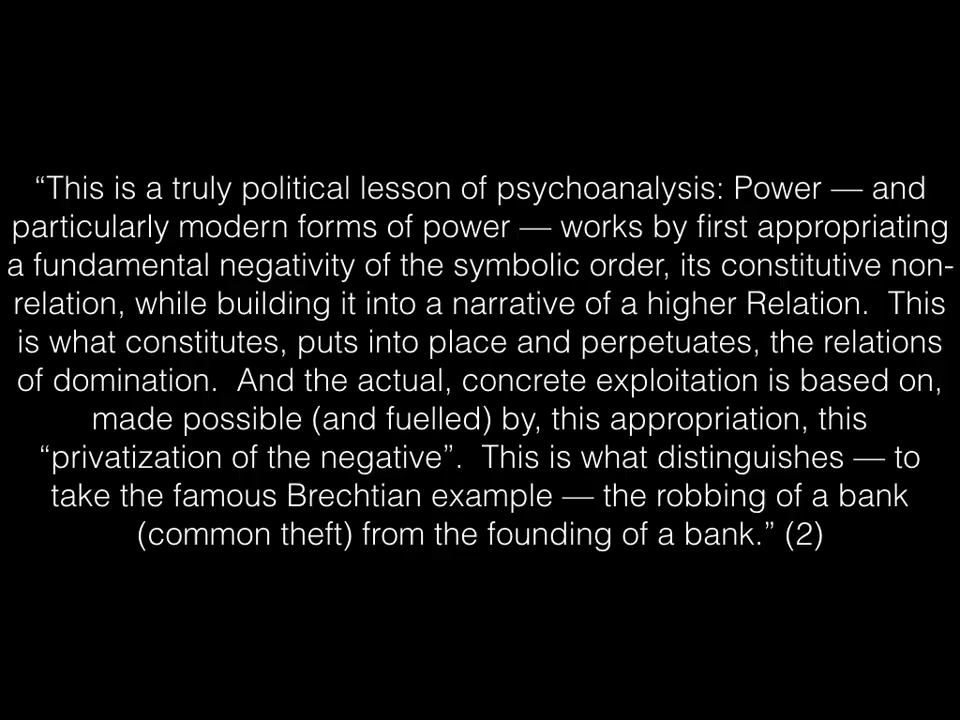 “This is a truly political lesson of psychoanalysis: Power — and
particularly modern forms of power — works by first appropriating
a fundamental negativity of the symbolic order, its constitutive non-
relation, while building it into a narrative of a higher Relation.  This
is what constitutes, puts into place and perpetuates, the relations
of domination.  And the actual, concrete exploitation is based on,
made possible (and fuelled) by, this appropriation, this
“privatization of the negative”.  This is what distinguishes — to
take the famous Brechtian example — the robbing of a bank
(common theft) from the founding of a bank.” (2)